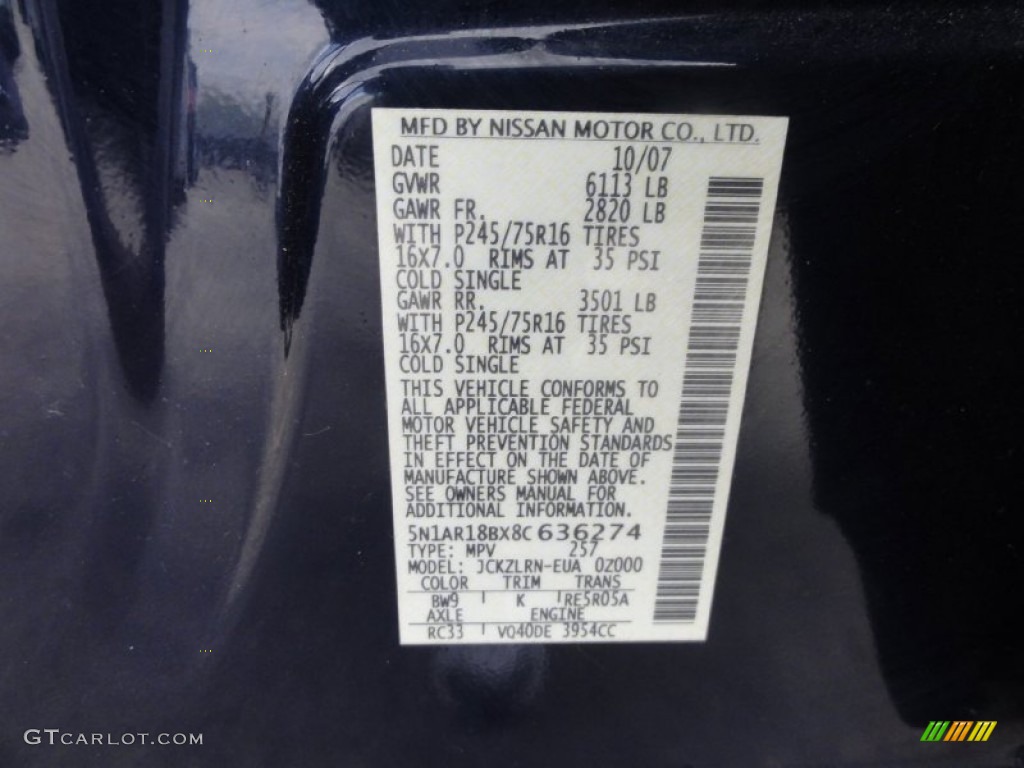 MFD BY NISSAN MOTOR CO., LTD.
DATE 10/07
GVWR 6113 LB
GAWR FR. 2820 LB
WITH P245/75R16 TIRES
16X7.0 RIMS AT 35 PSI
COLD SINGLE
GAWR RR. 3501 LB
WITH P245/75R16 TIRES
16X7.0 RIMS AT 35 PSI
COLD SINGLE
THIS VEHICLE CONFORMS TO
ALL APPLICABLE FEDERAL
MOTOR VEHICLE SAFETY AND
THEFT PREVENTION STANDARDS
IN EFFECT ON THE DATE OF
MANUFACTURE SHOWN ABOVE.
SEE OWNERS MANUAL FOR
ADDITIONAL INFORMATION.
5N1AR18BX8C636274
TYPE: MPV 257
MODEL: JCKZLRN-EUA 0Z000
COLOR TRIM TRANS
BW9 K RE5R05A
AXLE ENGINE
RC33 VQ40DE 3954CC
GTCARLOT.COM